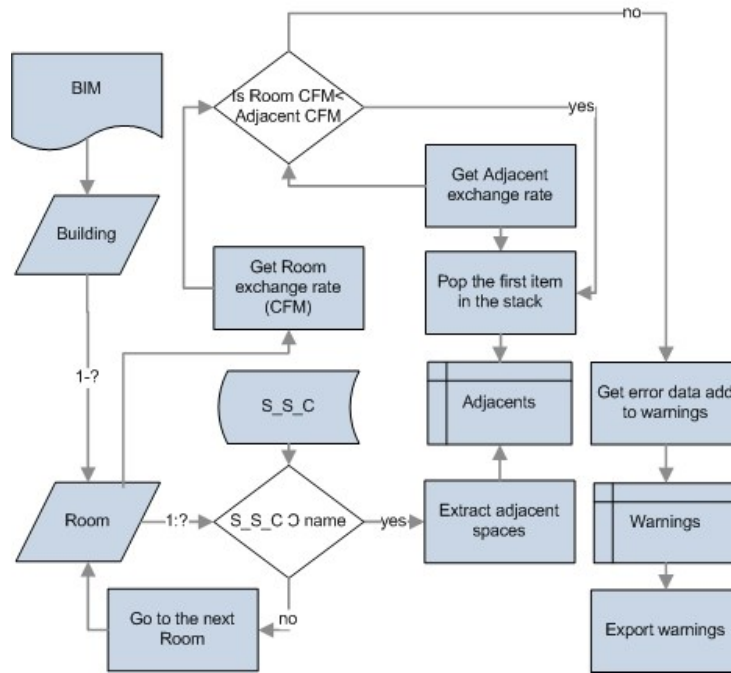 no
BIM
Is Room CFM<
Adjacent CFM
yes
Get Adjacent
exchange rate
Building
Get Room
exchange rate
(CFM)
Pop the first item
in the stack
1-?
S_S_C
Adjacents
Get error data add
to warnings
Room
1:?
S_S_C Ɔ name
yes
Extract adjacent
spaces
Warnings
no
Go to the next
Room
Export warnings